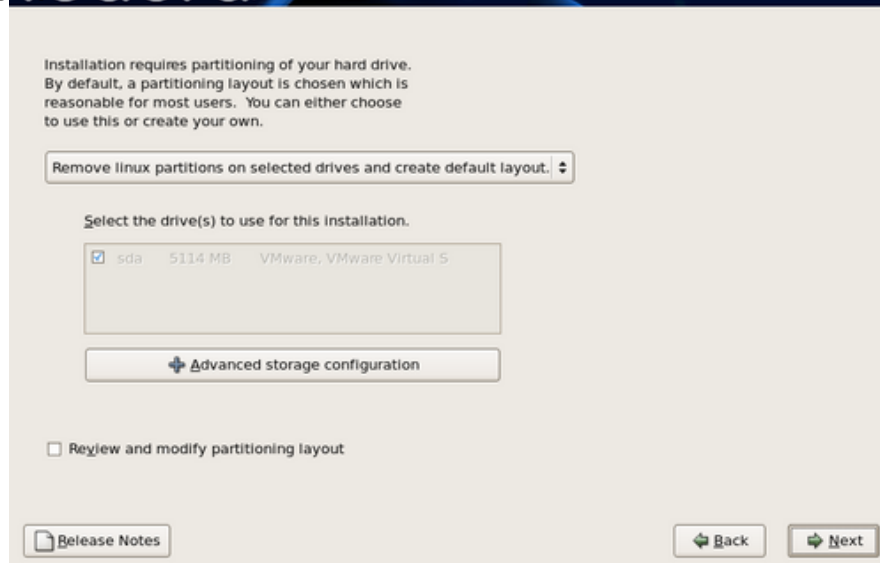 Installation requires partitioning of your hard drive.
By default, a partitioning layout is chosen which is
reasonable for most users. You can either choose
to use this or create your own.
Remove linux partitions on selected drives and create default layout.
Select the drive(s) to use for this installation.
sda 5114 MB VMware, VMware Virtual S
Advanced storage configuration
Review and modify partitioning layout
Release Notes
Back
Next